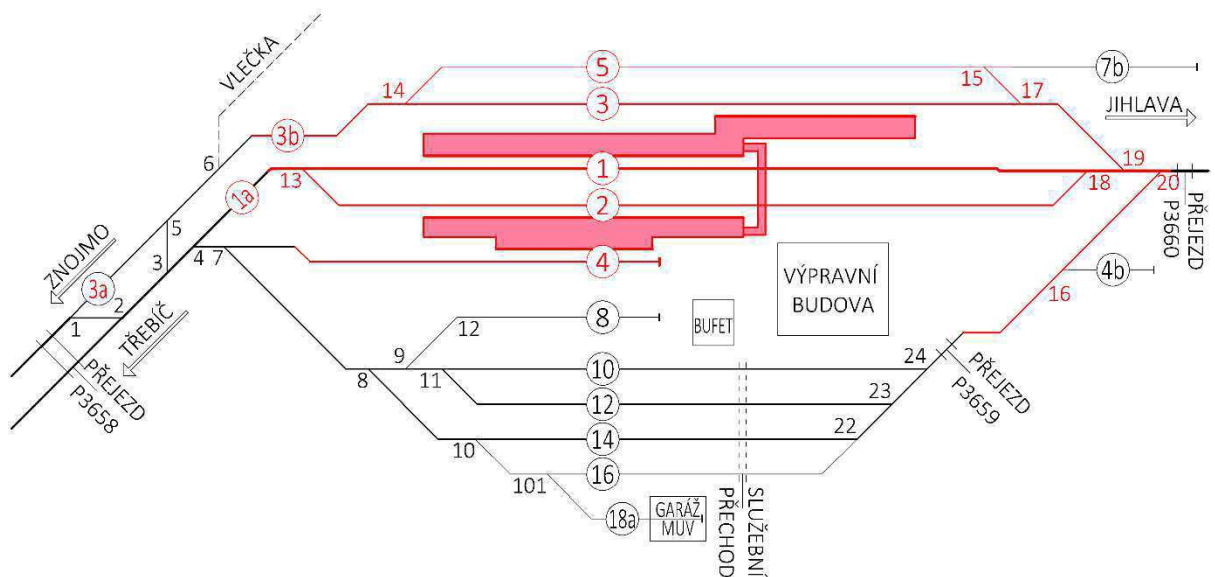 VLEČKA
5
15
7b
14
3
17
JIHLAVA
3b
6
1a
13
1
19
18
20
2
5
3
4
7
4
ZNOJMO
3a
2
1
TŘEBÍČ
PŘEJEZD
P3658
PŘEJEZD
P3660
4b
16
VÝPRAVNÍ
BUDOVA
BUFET
12
8
9
8
11
10
24
12
23
PŘEJEZD
P3659
14
22
10
16
101
18a
GARÁŽ
MUV
SLUŽEBNÍ
PŘECHOD